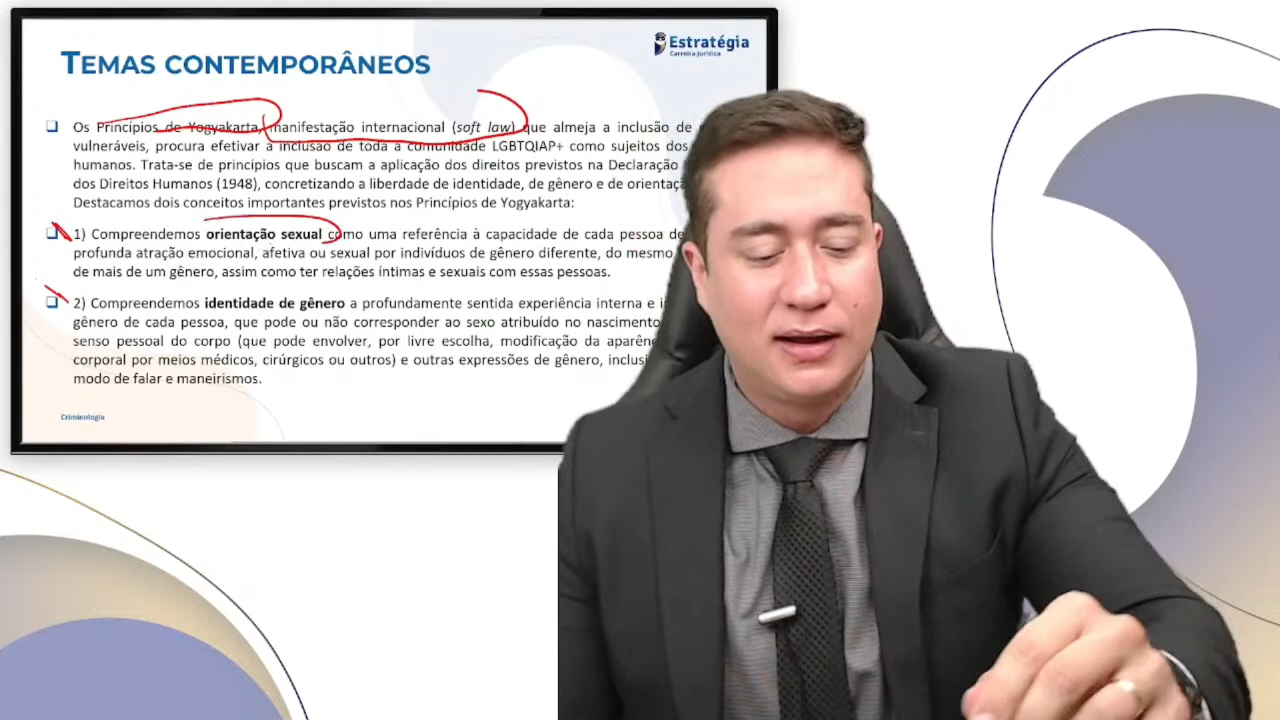 Estratégia
Carreira Jurídica
TEMAS CONTEMPORÂNEOS
Os Princípios de Yogyakarta, manifestação internacional (soft law) que almeja a inclusão de
vulneráveis, procura efetivar a inclusão de toda a comunidade LGBTQIAP+ como sujeitos dos
humanos. Trata-se de princípios que buscam a aplicação dos direitos previstos na Declaração
dos Direitos Humanos (1948), concretizando a liberdade de identidade, de gênero e de
Destacamos dois conceitos importantes previstos nos Princípios de Yogyakarta:
1) Compreendemos orientação sexual como uma referência à capacidade de cada pessoa de
profunda atração emocional, afetiva ou sexual por indivíduos de gênero diferente, do mesmo
de mais de um gênero, assim como ter relações íntimas e sexuais com essas pessoas.
2) Compreendemos identidade de gênero a profundamente sentida experiência interna e
gênero de cada pessoa, que pode ou não corresponder ao sexo atribuído no nascimento
senso pessoal do corpo (que pode envolver, por livre escolha, modificação da
corporal por meios médicos, cirúrgicos ou outros) e outras expressões de gênero,
modo de falar e maneirismos.
Criminologia